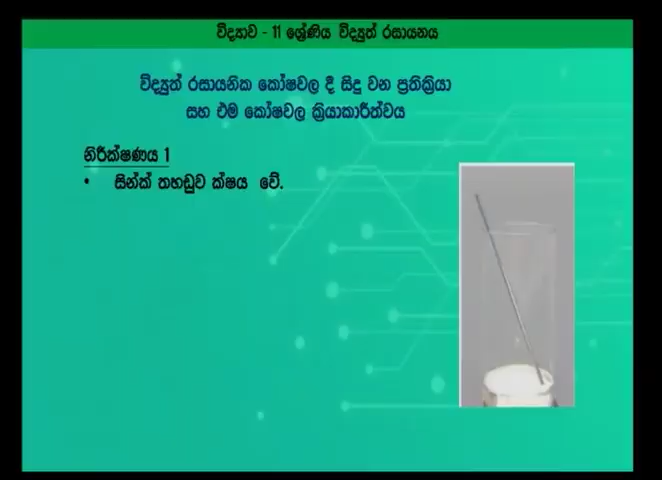 විද්‍යාව - 11 ශ්‍රේණිය විද්‍යුත් රසායනය
විද්‍යුත් රසායනික කෝෂවල දී සිදු වන ප්‍රතික්‍රියා
සහ එම කෝෂවල ක්‍රියාකාරීත්වය
නිරීක්ෂණය 1
• සින්ක් තහඩුව ක්ෂය වේ.